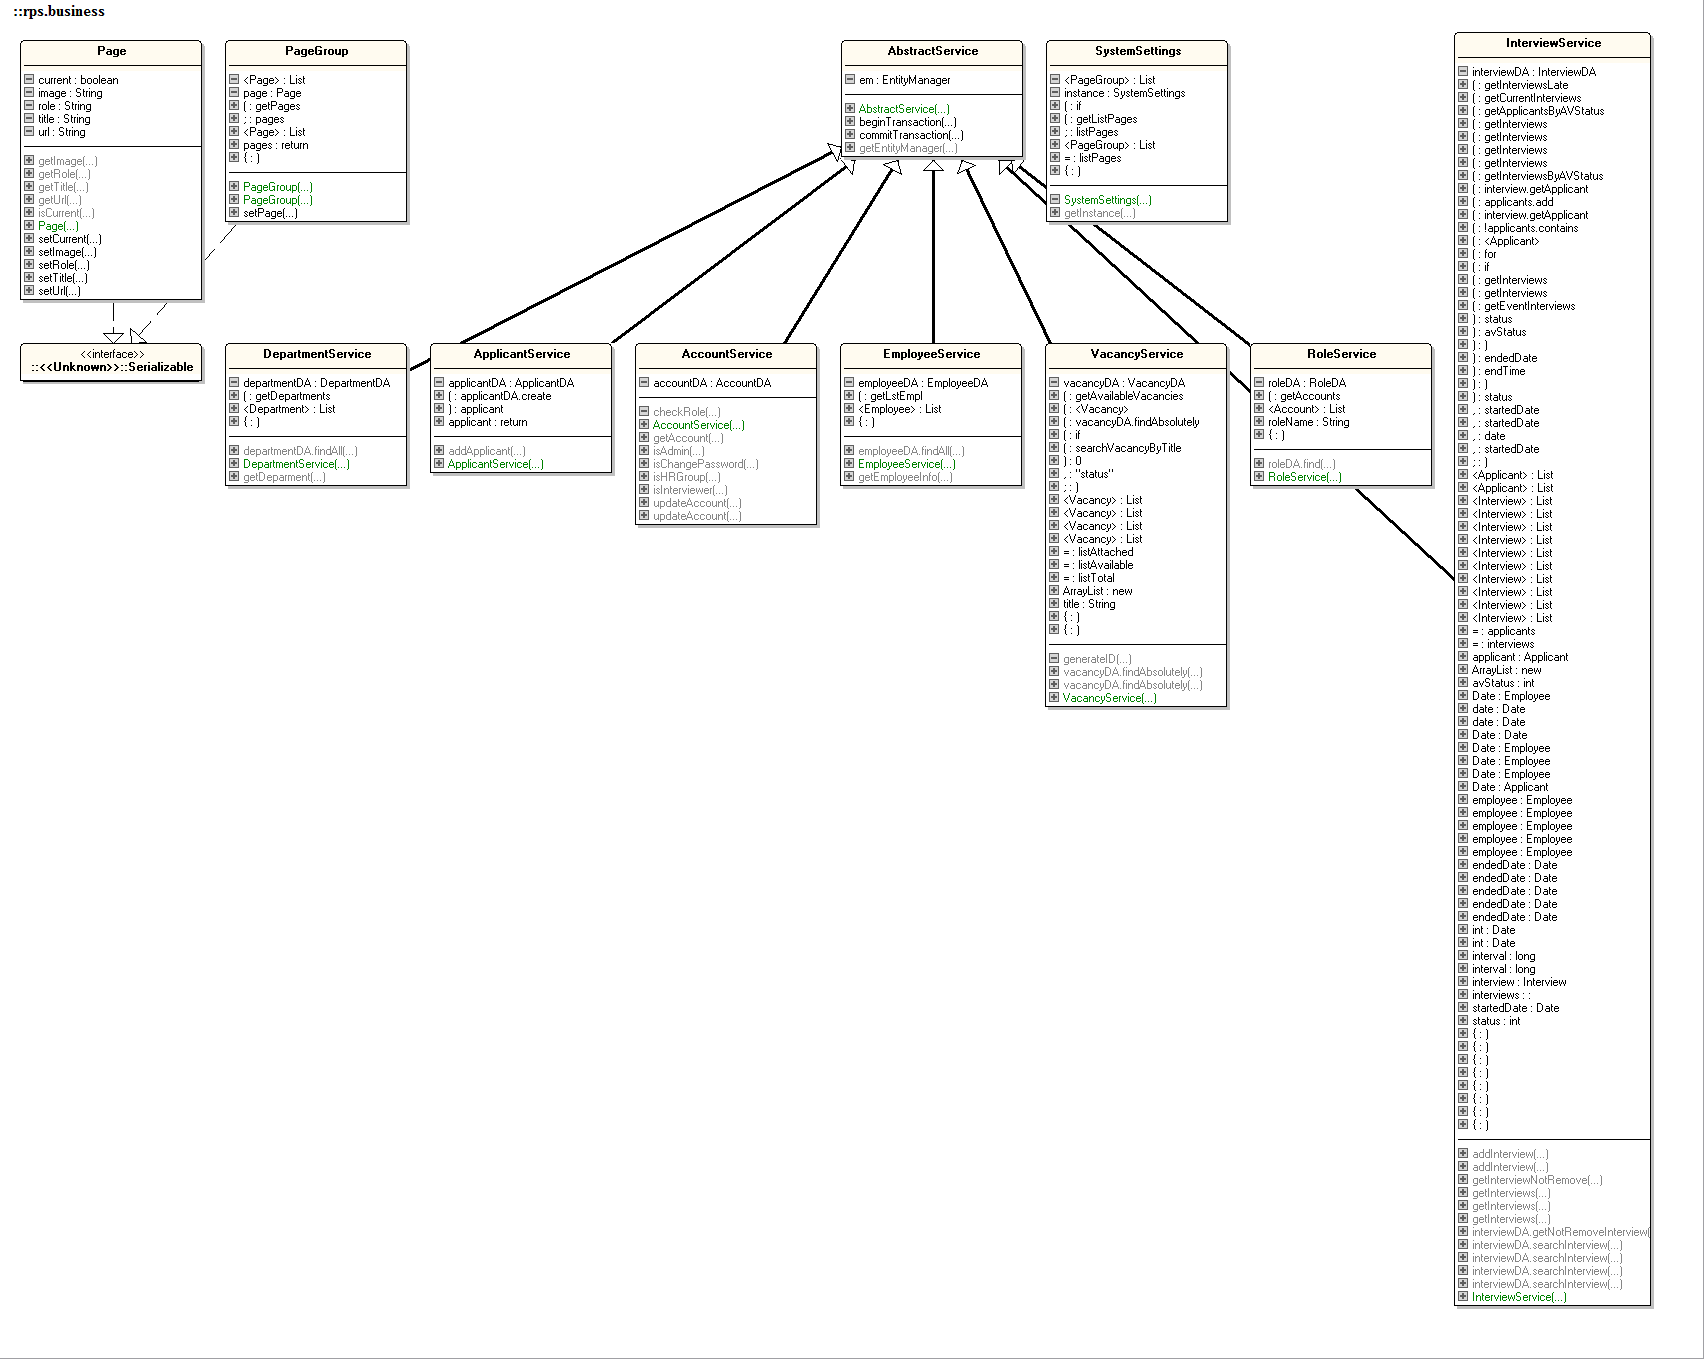 ::rps.business
Page
current : boolean
image : String
role : String
title : String
url : String
getImage(...)
getRole(...)
getTitle(...)
getUrl(...)
isCurrent(...)
Page(...)
setCurrent(...)
setImage(...)
setRole(...)
setTitle(...)
setUrl(...)
PageGroup
<Page> : List
page : Page
( : getPages
; : pages
<Page> : List
pages : return
{ : }
PageGroup(...)
PageGroup(...)
setPage(...)
AbstractService
em : EntityManager
AbstractService(...)
beginTransaction(...)
commitTransaction(...)
getEntityManager(...)
SystemSettings
<PageGroup> : List
instance : SystemSettings
( : if
( : getListPages
; : listPages
<PageGroup> : List
= : listPages
{ : }
SystemSettings(...)
getInstance(...)
<<interface>>
::<<Unknown>>::Serializable
DepartmentService
departmentDA : DepartmentDA
( : getDepartments
<Department> : List
{ : }
departmentDA.findAll(...)
DepartmentService(...)
getDeparment(...)
ApplicantService
applicantDA : ApplicantDA
( : applicantDA.create
) : applicant
applicant : return
addApplicant(...)
ApplicantService(...)
AccountService
accountDA : AccountDA
checkRole(...)
AccountService(...)
getAccount(...)
isAdmin(...)
isChangePassword(...)
isHRGroup(...)
isInterviewer(...)
updateAccount(...)
updateAccount(...)
EmployeeService
employeeDA : EmployeeDA
( : getLstEmpl
<Employee> : List
{ : }
employeeDA.findAll(...)
EmployeeService(...)
getEmployeeInfo(...)
VacancyService
vacancyDA : VacancyDA
( : getAvailableVacancies
( : <Vacancy>
( : vacancyDA.findAbsolutely
( : if
( : searchVacancyByTitle
) : 0
, : "status"
; : )
<Vacancy> : List
<Vacancy> : List
<Vacancy> : List
<Vacancy> : List
= : listAttached
= : listAvailable
= : listTotal
ArrayList : new
title : String
{ : }
{ : }
generateID(...)
vacancyDA.findAbsolutely(...)
vacancyDA.findAbsolutely(...)
VacancyService(...)
RoleService
roleDA : RoleDA
( : getAccounts
<Account> : List
roleName : String
{ : }
roleDA.find(...)
RoleService(...)
InterviewService
interviewDA : InterviewDA
( : getInterviewsLate
( : getCurrentInterviews
( : getApplicantsByAVStatus
( : getInterviews
( : getInterviews
( : getInterviews
( : getInterviews
( : getInterviewsByAVStatus
( : interview.getApplicant
( : applicants.add
( : interview.getApplicant
( : !applicants.contains
( : <Applicant>
( : for
( : if
( : getInterviews
( : getInterviews
( : getEventInterviews
) : status
) : avStatus
) : )
) : endedDate
) : endTime
) : )
) : status
, : startedDate
, : startedDate
, : date
, : startedDate
; : )
<Applicant> : List
<Applicant> : List
<Interview> : List
<Interview> : List
<Interview> : List
<Interview> : List
<Interview> : List
<Interview> : List
<Interview> : List
<Interview> : List
<Interview> : List
<Interview> : List
= : applicants
= : interviews
applicant : Applicant
ArrayList : new
avStatus : int
Date : Employee
date : Date
date : Date
Date : Date
Date : Employee
Date : Employee
Date : Employee
Date : Applicant
employee : Employee
employee : Employee
employee : Employee
employee : Employee
employee : Employee
endedDate : Date
endedDate : Date
endedDate : Date
endedDate : Date
endedDate : Date
int : Date
int : Date
interval : long
interval : long
interview : Interview
interviews : :
startedDate : Date
status : int
{ : }
{ : }
{ : }
{ : }
{ : }
{ : }
{ : }
{ : }
addInterview(...)
addInterview(...)
getInterviewNotRemove(...)
getInterviews(...)
getInterviews(...)
getInterviews(...)
interviewDA.getNotRemoveInterview(
interviewDA.searchInterview(...)
interviewDA.searchInterview(...)
interviewDA.searchInterview(...)
interviewDA.searchInterview(...)
InterviewService(...)